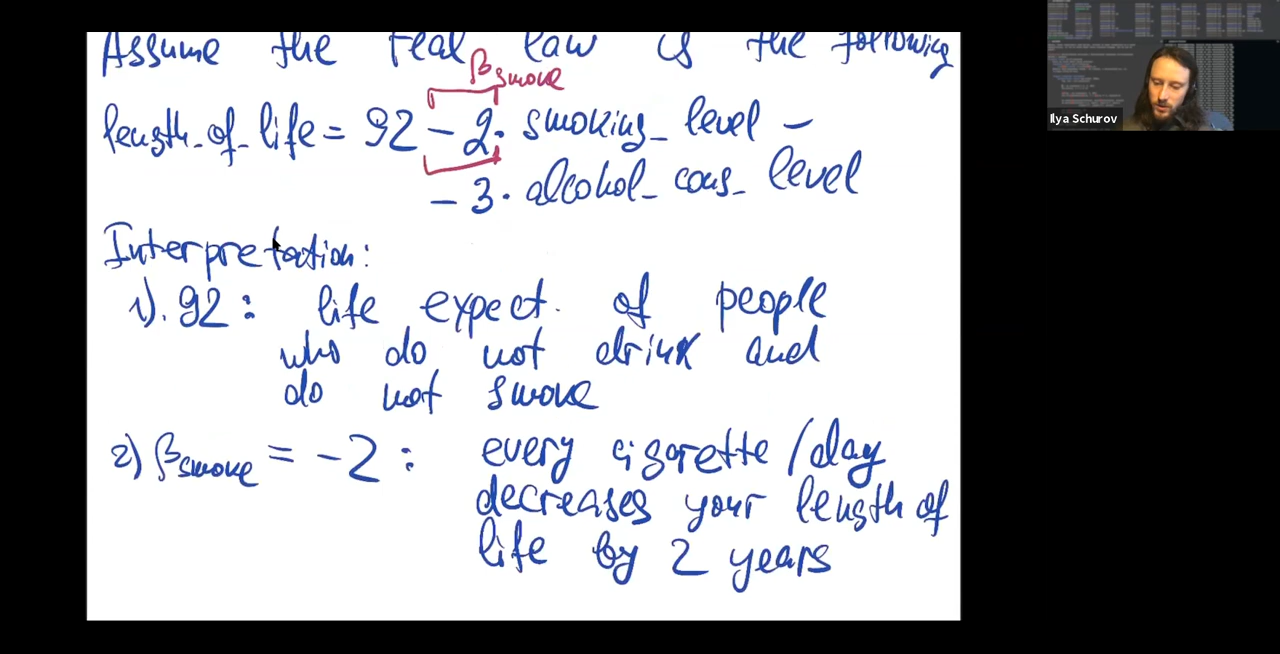 Assume the real law is the following
β smoke
length_of_life = 92 - 2. smoking_level -
- 3. alcohol_cons_level
Interpretation:
1). 92: life expect. of people
who do not drink and
do not smoke
2) β smoke = -2 : every cigarette/day
decreases your length of
life by 2 years
Ilya Schurov